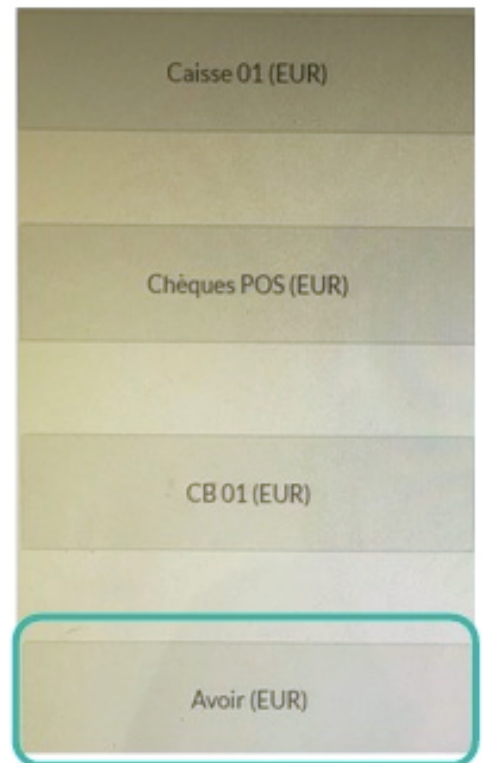 Caisse 01 (EUR)
Chèques POS (EUR)
CB 01 (EUR)
Avoir (EUR)